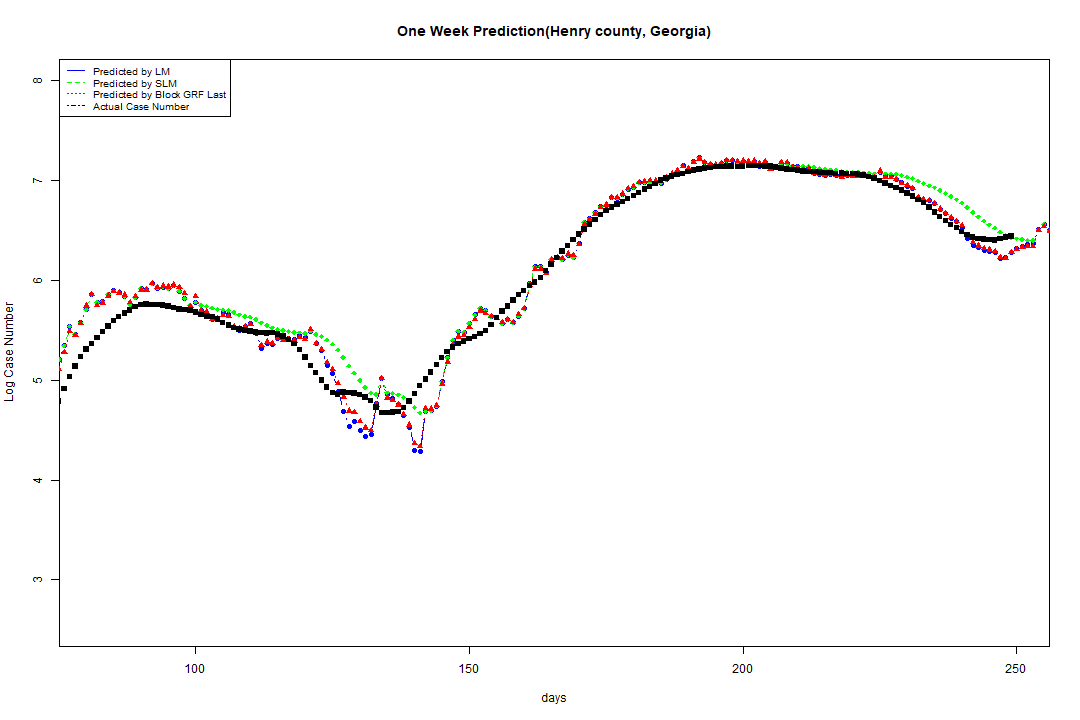 One Week Prediction(Henry county, Georgia)
Predicted by LM
Predicted by SLM
Predicted by Block GRF Last
Actual Case Number
8
7
6
5
4
3
Log Case Number
100 150 200 250
days